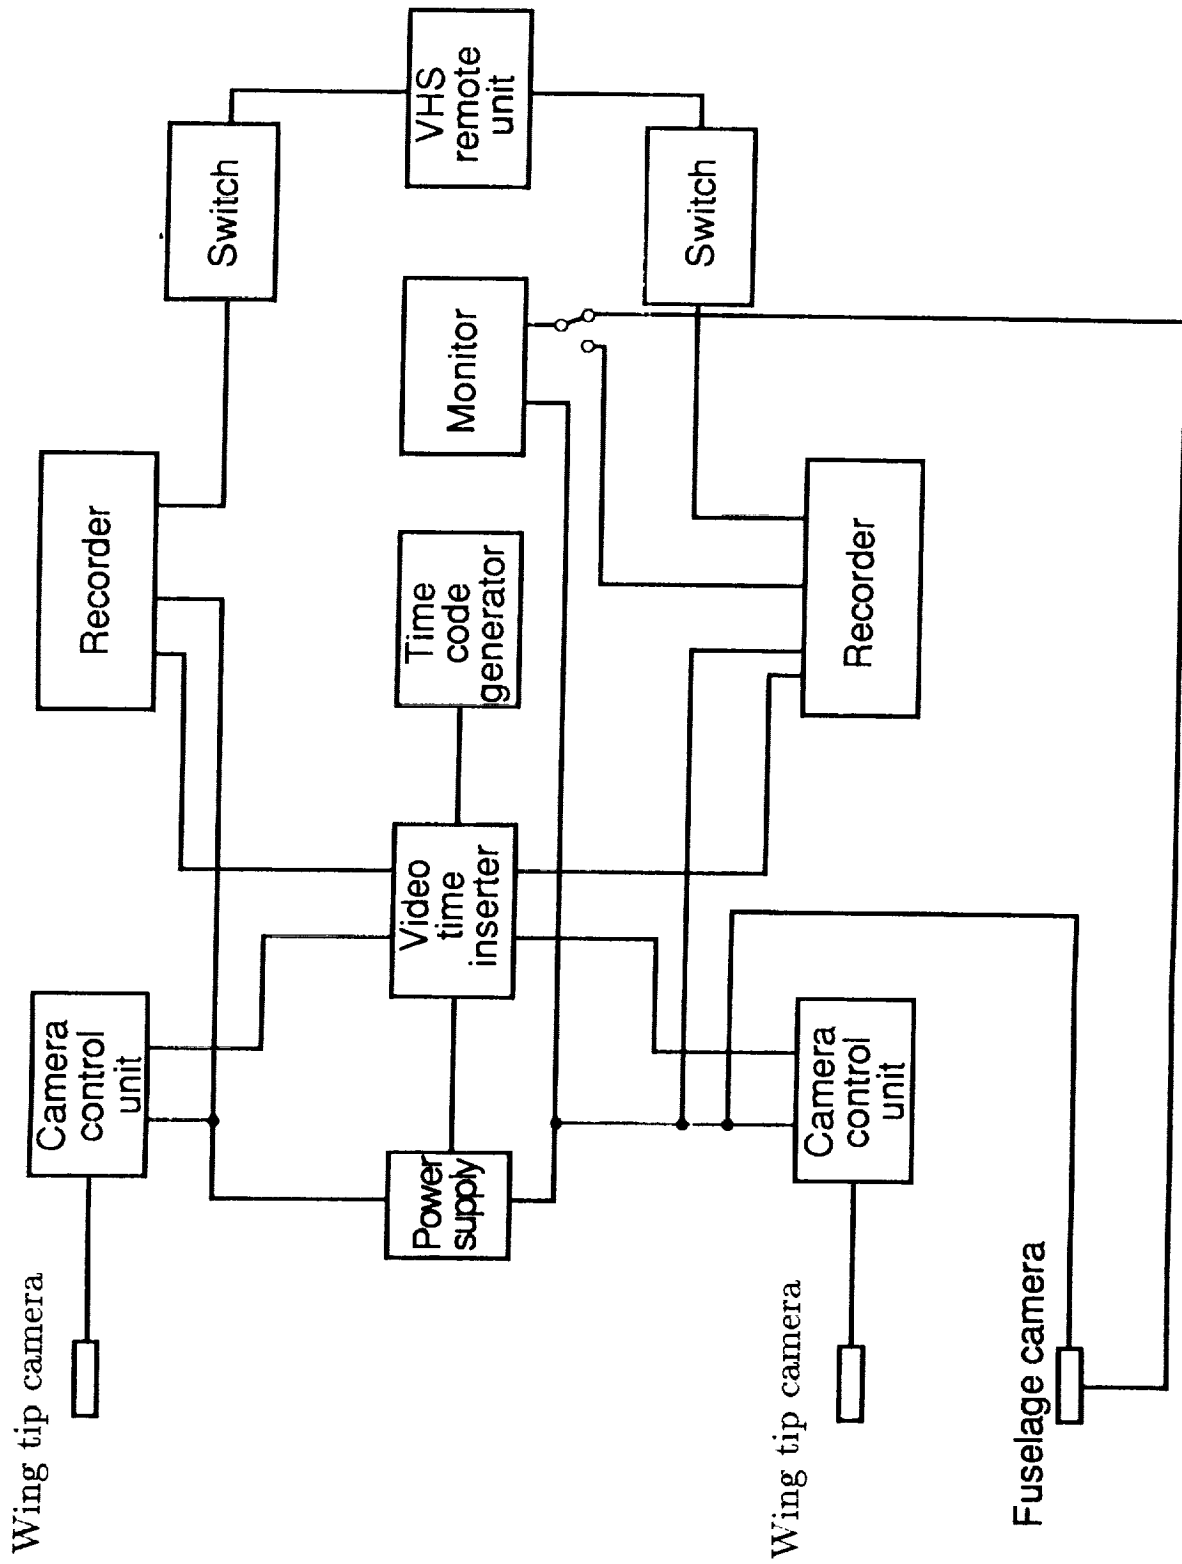 Wing tip camera
Camera
control
unit
Recorder
Switch
Power
supply
Video
time
inserter
Time
code
generator
Monitor
VHS
remote
unit
Wing tip camera
Camera
control
unit
Recorder
Switch
Fuselage camera